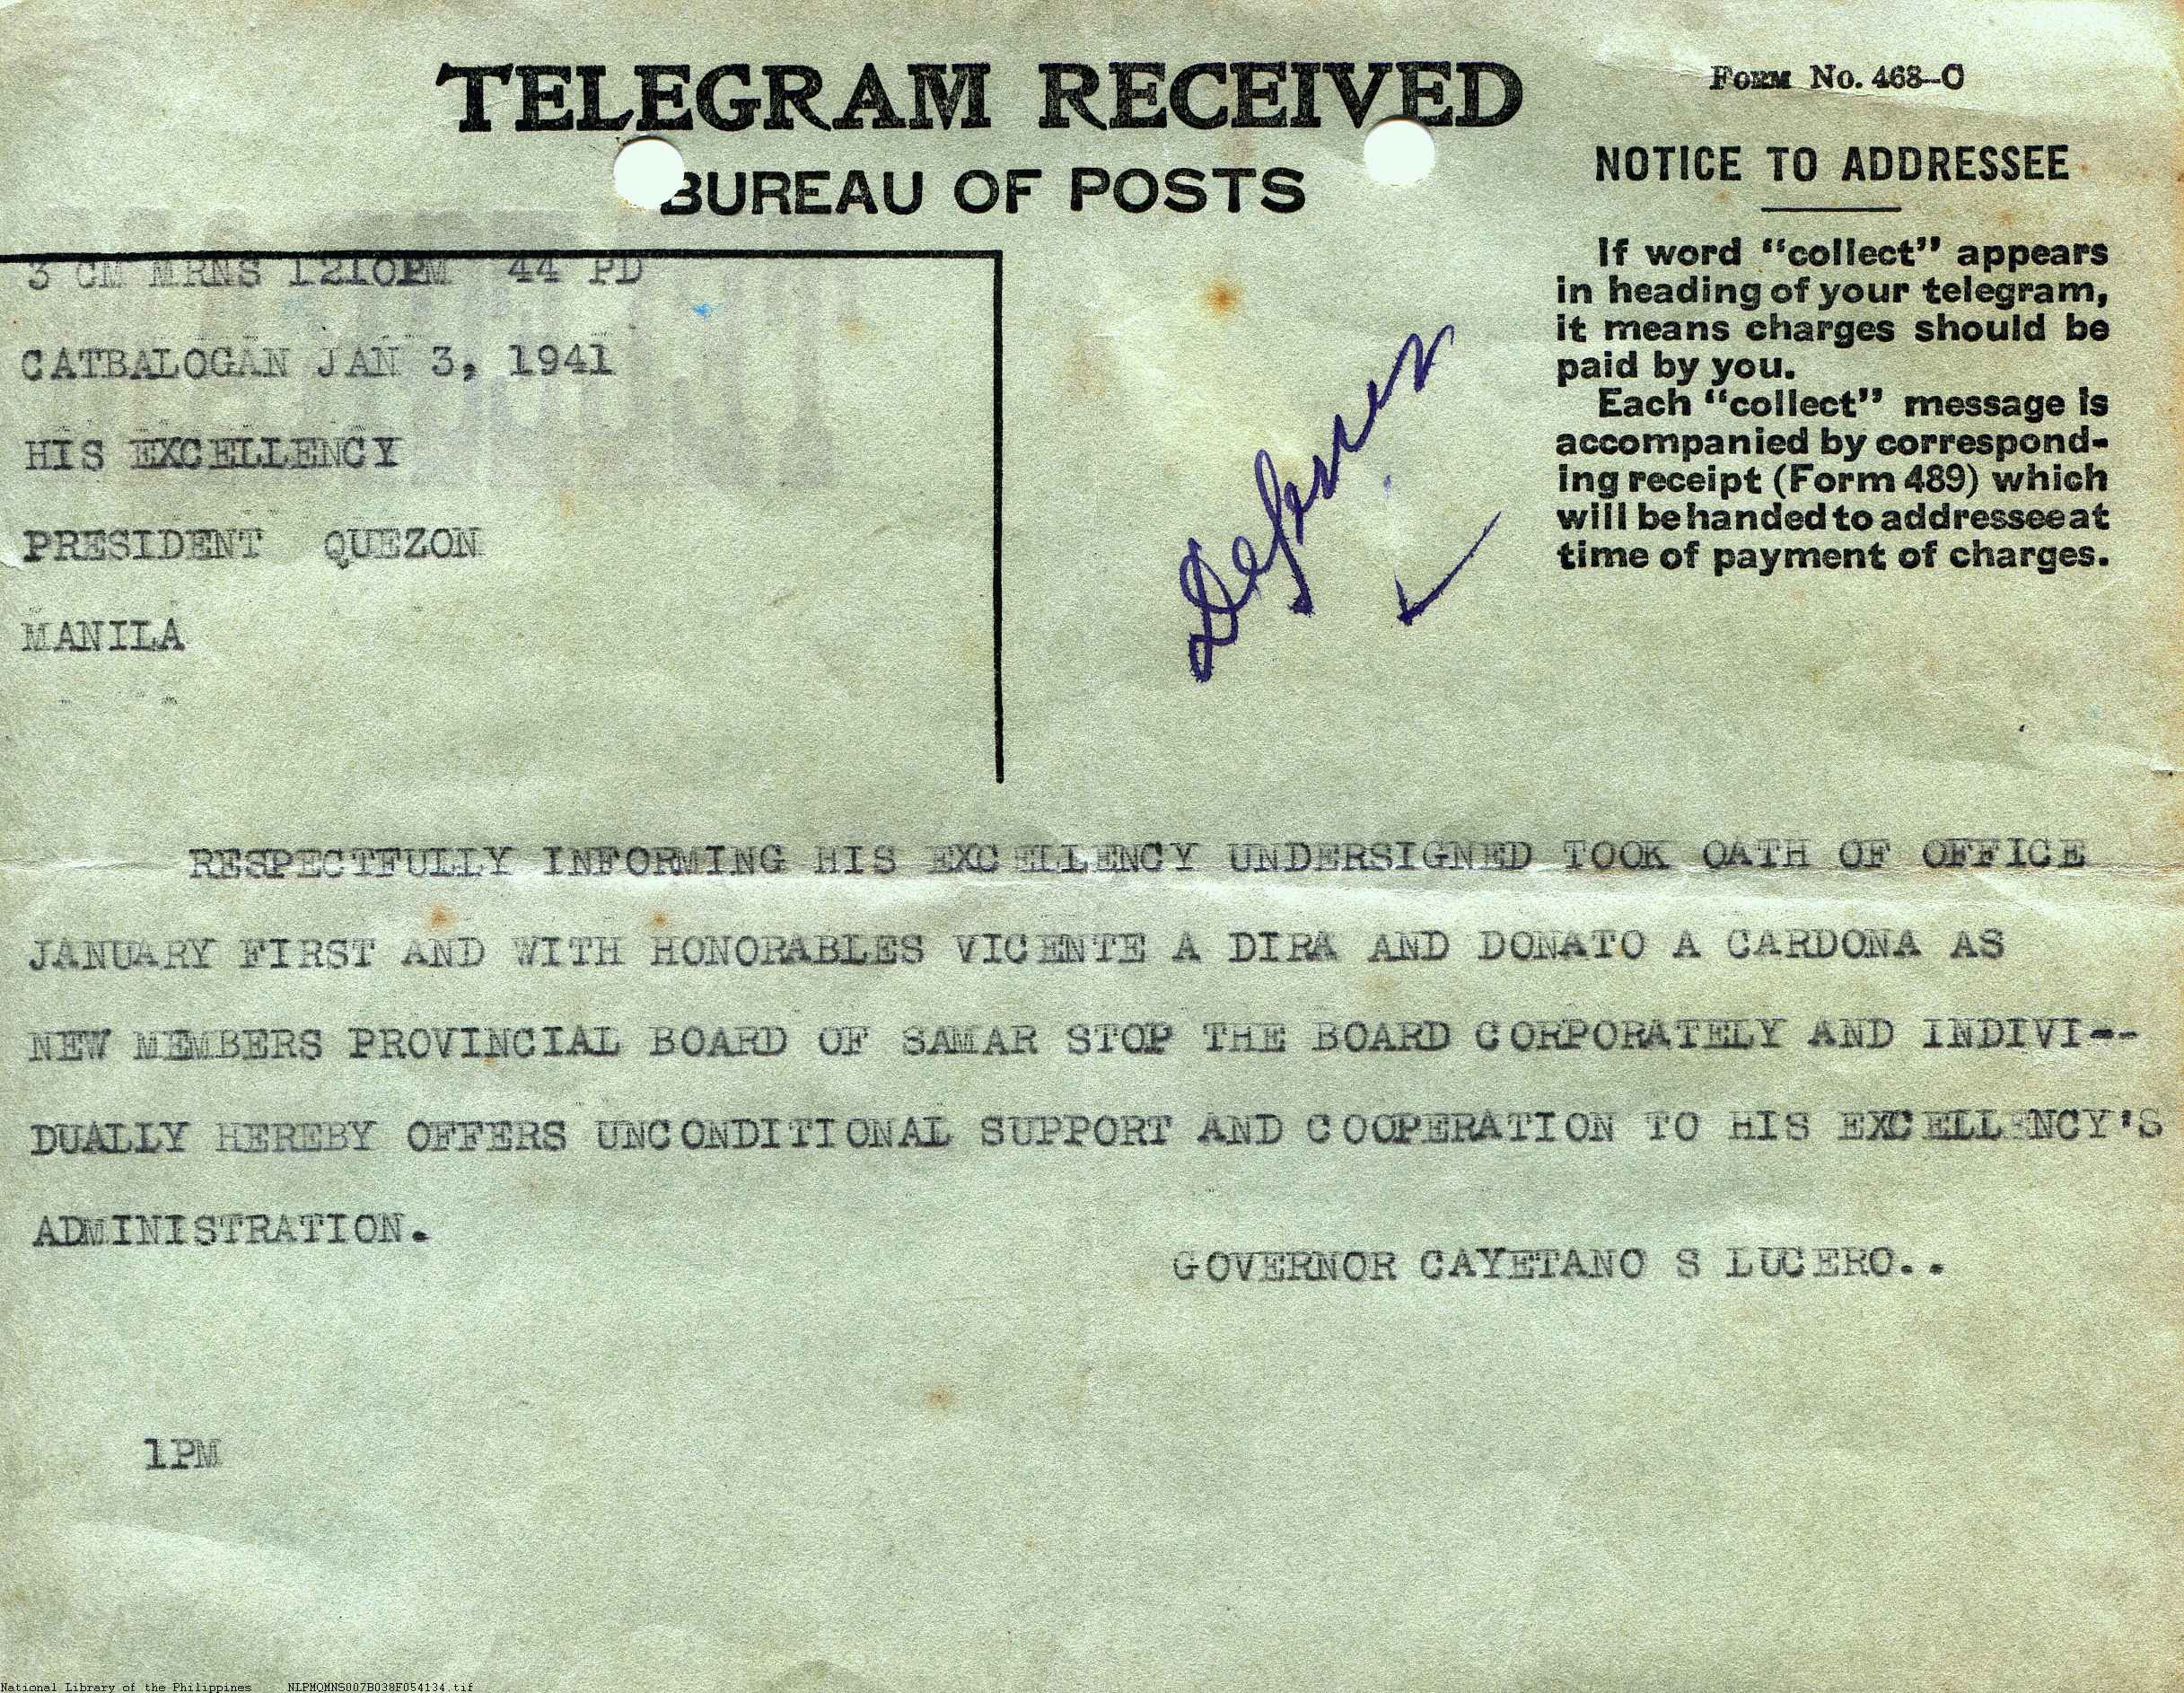 TELEGRAM RECEIVED
BUREAU OF POSTS
FORM No. 468-O
NOTICE TO ADDRESSEE
If word “collect” appears
in heading of your telegram,
it means charges should be
paid by you.
Each “collect” message is
accompanied by correspond-
ing receipt (Form 489) which
will be handed to addressee at
time of payment of charges.
3 CM MRNS 1210PM 44 PD
CATBALOGAN JAN 3, 1941
HIS EXCELLENCY
PRESIDENT QUEZON
MANILA
RESPECTFULLY INFORMING HIS EXCELLENCY UNDERSIGNED TOOK OATH OF OFFICE
JANUARY FIRST AND WITH HONORABLES VICENTE A DIRA AND DONATO A CARDONA AS
NEW MEMBERS PROVINCIAL BOARD OF SAMAR STOP THE BOARD CORPORATELY AND INDIVI--
DUALLY HEREBY OFFERS UNCONDITIONAL SUPPORT AND COOPERATION TO HIS EXCELLENCY'S
ADMINISTRATION.
GOVERNOR CAYETANO S LUCERO..
1PM
National Library of the Philippines NLPMQMNS007B038F054134.tif